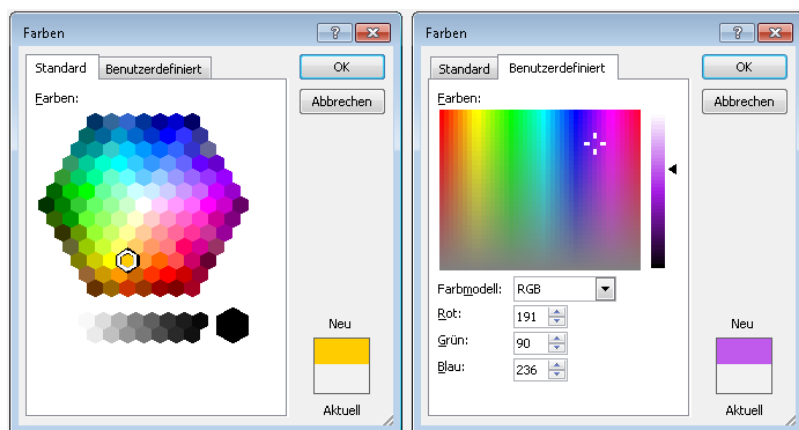 Farben
Standard
Benutzerdefiniert
OK
Abbrechen
Farben:
Neu
Aktuell
Farben
Standard
Benutzerdefiniert
OK
Abbrechen
Farben:
Farbmodell: RGB
Rot: 191
Grün: 90
Blau: 236
Neu
Aktuell